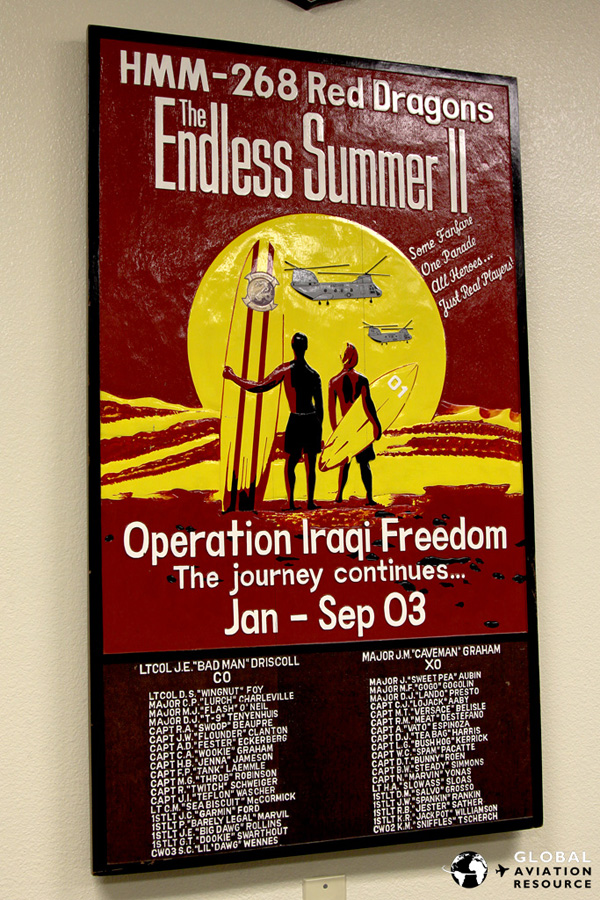 HMM-268 Red Dragons
The
Endless Summer II
Some Fanfare
One Parade
All Heroes...
Just Real Players!
01
Operation Iraqi Freedom
The journey continues...
Jan - Sep 03
LTCOL J.E. "BAD MAN" DRISCOLL
CO
LTCOL D.S. "WINGNUT" FOY
MAJOR C.P. "LURCH" CHARLEVILLE
MAJOR M.J. "FLASH" O'NEIL
MAJOR D.J. "T-9" TENYENHUIS
CAPT R.A. "SWOOP" BEAUPRE
CAPT J.W. "FLOUNDER" CLANTON
CAPT A.D. "FESTER" ECKERBERG
CAPT C.A. "WOOKIE" GRAHAM
CAPT H.B. "JENNA" JAMESON
CAPT F.P. "TANK" LAEMMLE
CAPT M.G. "THROB" ROBINSON
CAPT R. "TWITCH" SCHWEIGER
CAPT J.L. "TEFLON" WASCHER
LT C.M. "SEA BISCUIT" McCORMICK
1STLT J.C. "GARMIN" FORD
1STLT P. "BARELY LEGAL" MARVIL
1STLT J.E. "BIG DAWG" ROLLINS
1STLT G.T. "DOOKIE" SWARTHOUT
CWO3 S.C. "LIL' DAWG" WENNES
MAJOR J.M. "CAVEMAN" GRAHAM
XO
MAJOR J. "SWEET PEA" AUBIN
MAJOR M.F. "GOGO" GOGOLIN
MAJOR D.J. "LANDO" PRESTO
CAPT C.J. "LOJACK" AABY
CAPT M.T. "VERSACE" BELISLE
CAPT R.M. "MEAT" DESTEFANO
CAPT A. "VATO" ESPINOZA
CAPT D.J. "TEA BAG" HARRIS
CAPT L.G. "BUSH HOG" KERRICK
CAPT W.C. "SPAM" PACATTE
CAPT D.T. "BUNNY" ROEN
CAPT B.W. "STEADY" SIMMONS
CAPT N. "MARVIN" YONAS
LT H.A. "SLOWASS" SLOAS
1STLT D.M. "SALVO" GROSSO
1STLT J.W. "SPANKY" RANKIN
1STLT R.B. "JESTER" SATHER
1STLT K.R. "JACKPOT" WILLIAMSON
CWO2 K.M. "SNIFFLES" TSCHERCH
GLOBAL
AVIATION
RESOURCE